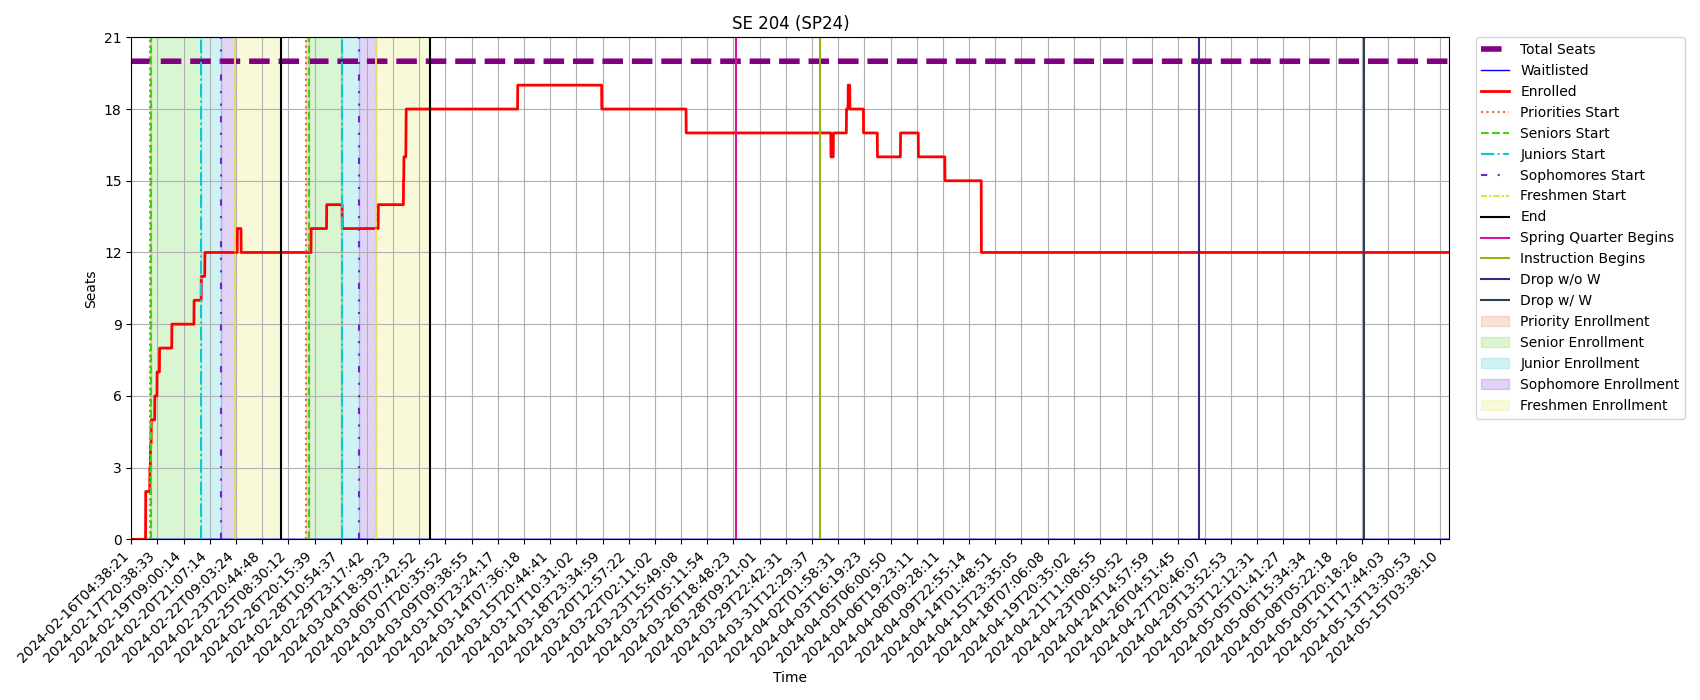 SE 204 (SP24)
21
18
15
12
9
6
3
0
Seats
2024-02-16T04:38:21
2024-02-17T20:38:33
2024-02-19T09:00:14
2024-02-20T21:07:14
2024-02-22T09:03:24
2024-02-23T20:44:48
2024-02-25T08:30:12
2024-02-26T20:15:39
2024-02-28T10:54:37
2024-02-29T23:17:42
2024-03-04T18:39:23
2024-03-06T07:42:52
2024-03-07T20:35:52
2024-03-09T09:38:55
2024-03-10T23:24:17
2024-03-14T07:36:18
2024-03-15T20:44:41
2024-03-17T10:31:02
2024-03-18T23:34:59
2024-03-20T12:57:22
2024-03-22T02:11:02
2024-03-23T15:49:08
2024-03-25T05:11:54
2024-03-26T18:48:23
2024-03-28T09:21:01
2024-03-29T22:42:31
2024-03-31T12:29:37
2024-04-02T01:58:31
2024-04-03T16:19:23
2024-04-05T06:00:50
2024-04-06T19:23:11
2024-04-08T09:28:11
2024-04-09T22:55:14
2024-04-14T01:48:51
2024-04-15T23:35:05
2024-04-18T07:06:08
2024-04-19T20:35:02
2024-04-21T11:08:55
2024-04-23T00:50:52
2024-04-24T14:57:59
2024-04-26T04:51:45
2024-04-27T20:46:07
2024-04-29T13:52:53
2024-05-03T12:12:31
2024-05-05T01:41:27
2024-05-06T15:34:34
2024-05-08T05:22:18
2024-05-09T20:18:26
2024-05-11T17:44:03
2024-05-13T13:30:53
2024-05-15T03:38:10
Time
Total Seats
Waitlisted
Enrolled
Priorities Start
Seniors Start
Juniors Start
Sophomores Start
Freshmen Start
End
Spring Quarter Begins
Instruction Begins
Drop w/o W
Drop w/ W
Priority Enrollment
Senior Enrollment
Junior Enrollment
Sophomore Enrollment
Freshmen Enrollment